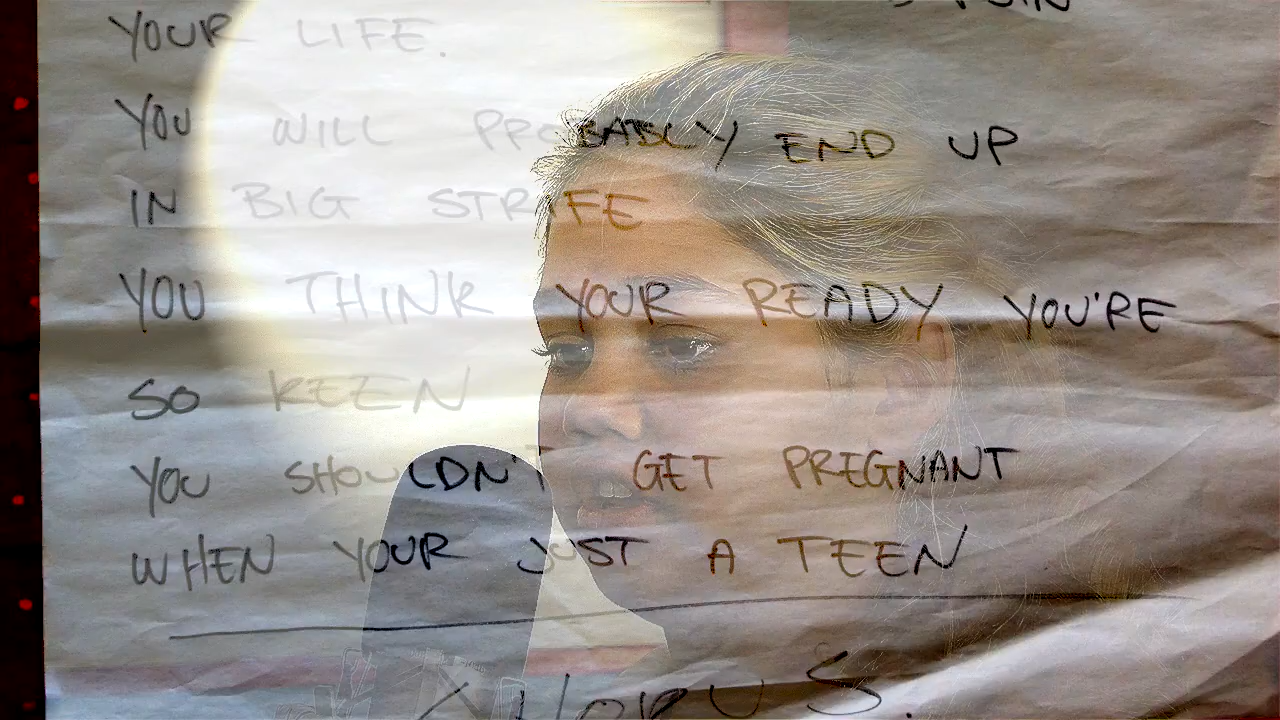 YOUR LIFE.
YOU WILL PROBABLY END UP
IN BIG STRIFE
YOU THINK YOUR READY YOU'RE
SO KEEN
YOU SHOULDN'T GET PREGNANT
WHEN YOUR JUST A TEEN
XHORUS.